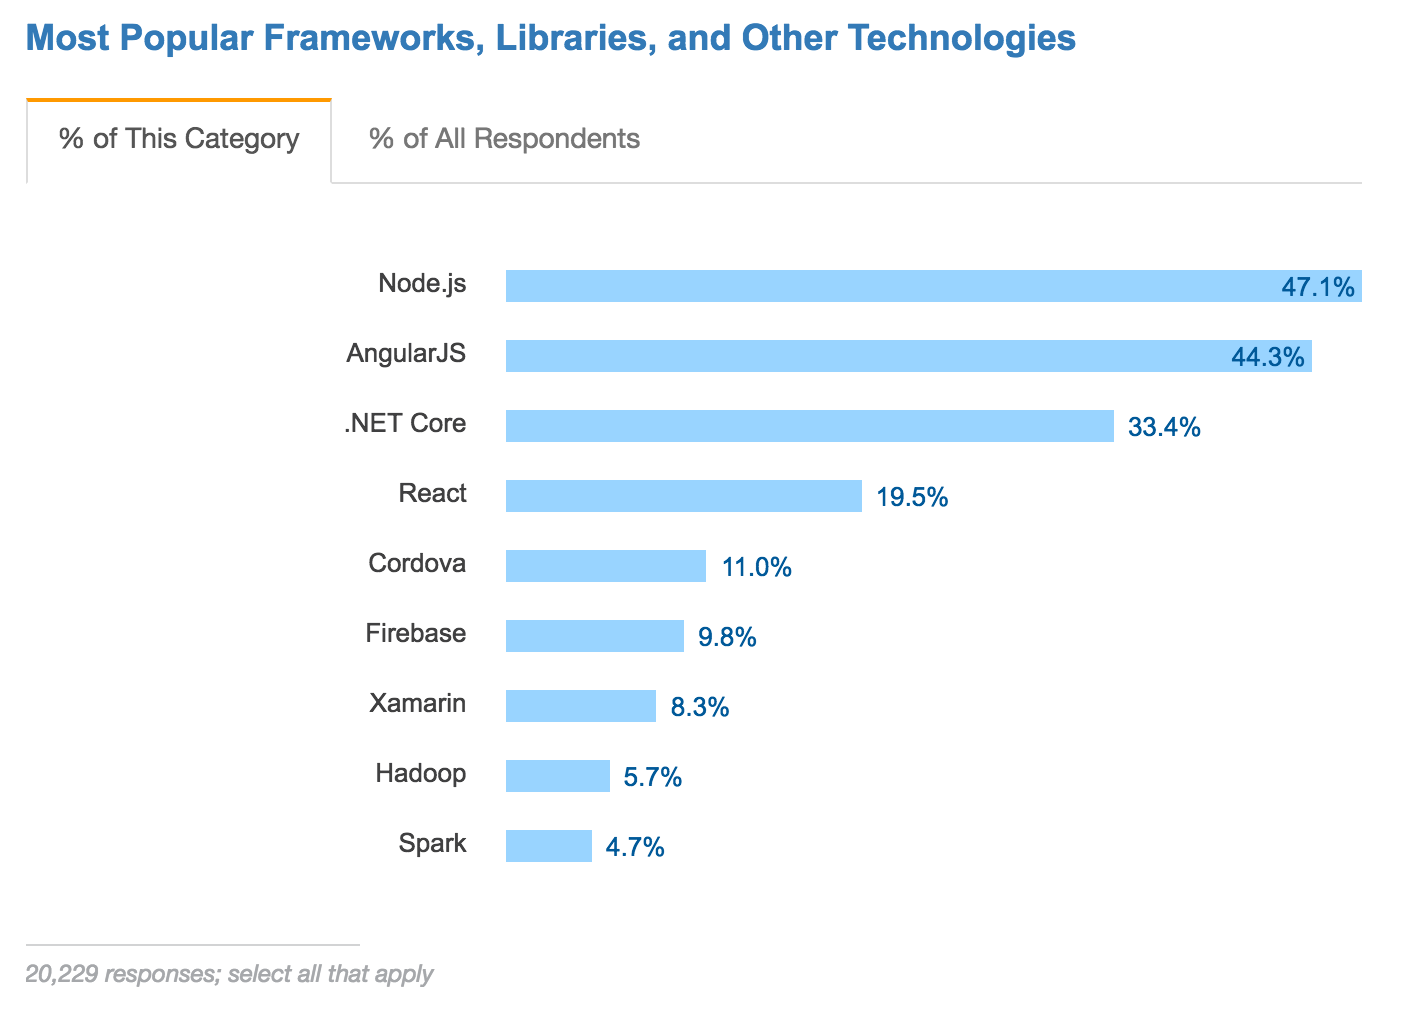 Most Popular Frameworks, Libraries, and Other Technologies
% of This Category % of All Respondents
Node.js 47.1%
AngularJS 44.3%
.NET Core 33.4%
React 19.5%
Cordova 11.0%
Firebase 9.8%
Xamarin 8.3%
Hadoop 5.7%
Spark 4.7%
20,229 responses; select all that apply